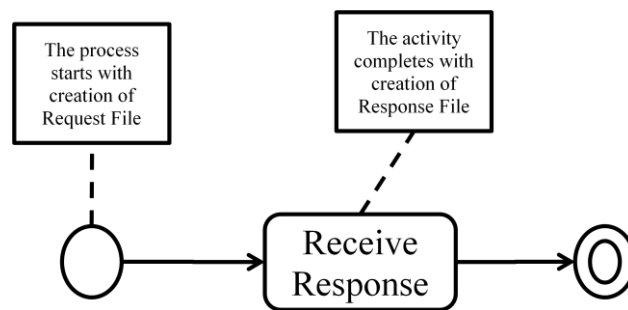 The process
starts with
creation of
Request File
The activity
completes with
creation of
Response File
Receive
Response